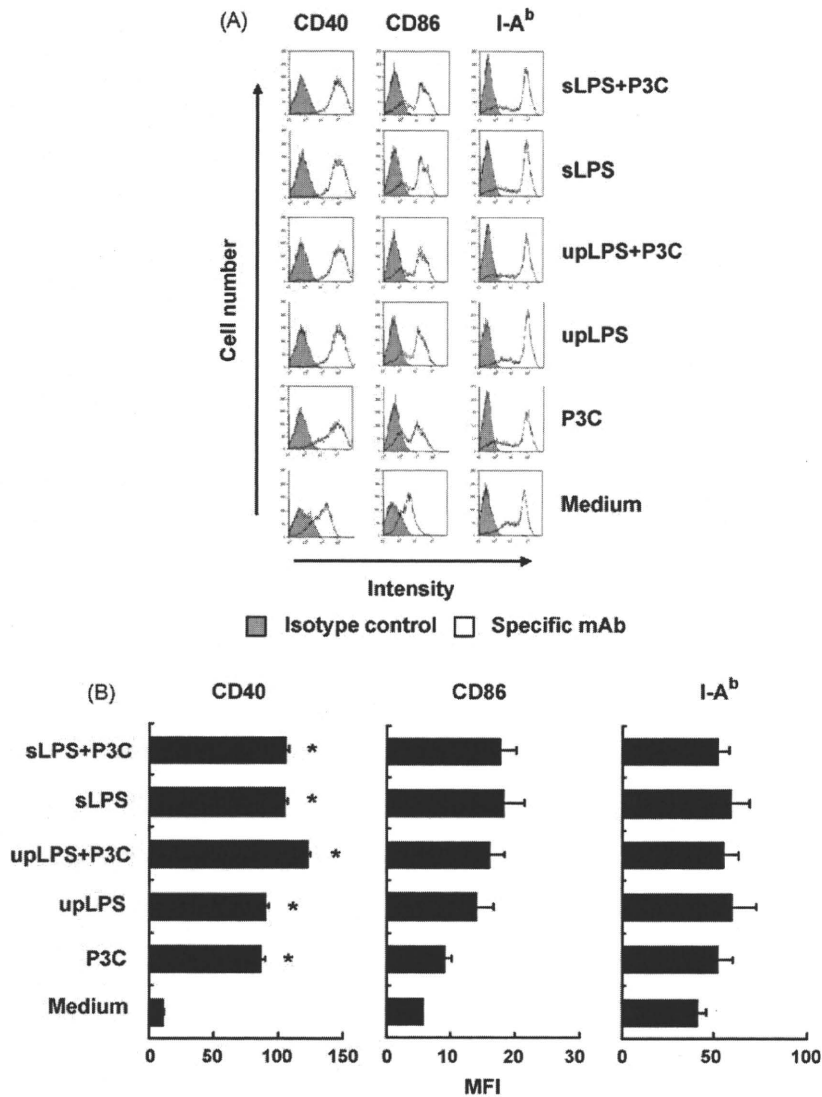 (A) CD40 CD86 I-Aᵇ
sLPS+P3C
sLPS
upLPS+P3C
upLPS
P3C
Medium
Cell number
Intensity
Isotype control Specific mAb
(B) CD40 CD86 I-Aᵇ
sLPS+P3C *
sLPS *
upLPS+P3C *
upLPS *
P3C *
Medium
0 50 100 150 0 10 20 30 0 50 100
MFI